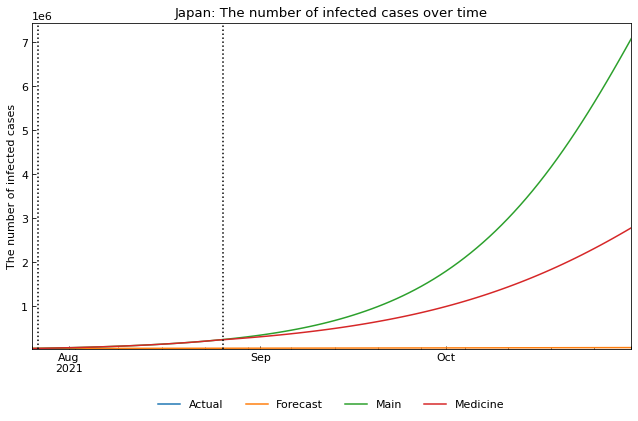 Japan: The number of infected cases over time
1e6
7
6
5
4
3
2
1
The number of infected cases
Aug
2021
Sep
Oct
Actual
Forecast
Main
Medicine